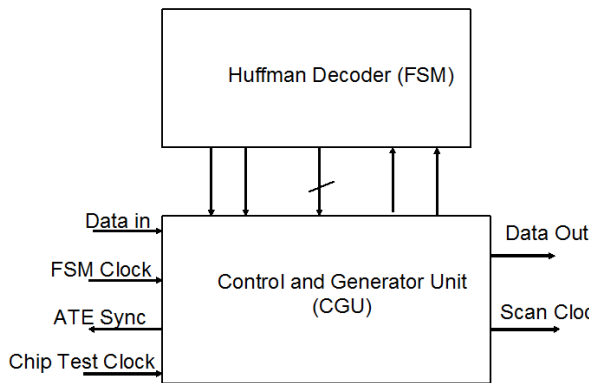 Huffman Decoder (FSM)
Data in
Data Out
FSM Clock
Control and Generator Unit
(CGU)
ATE Sync
Scan Cloc
Chip Test Clock